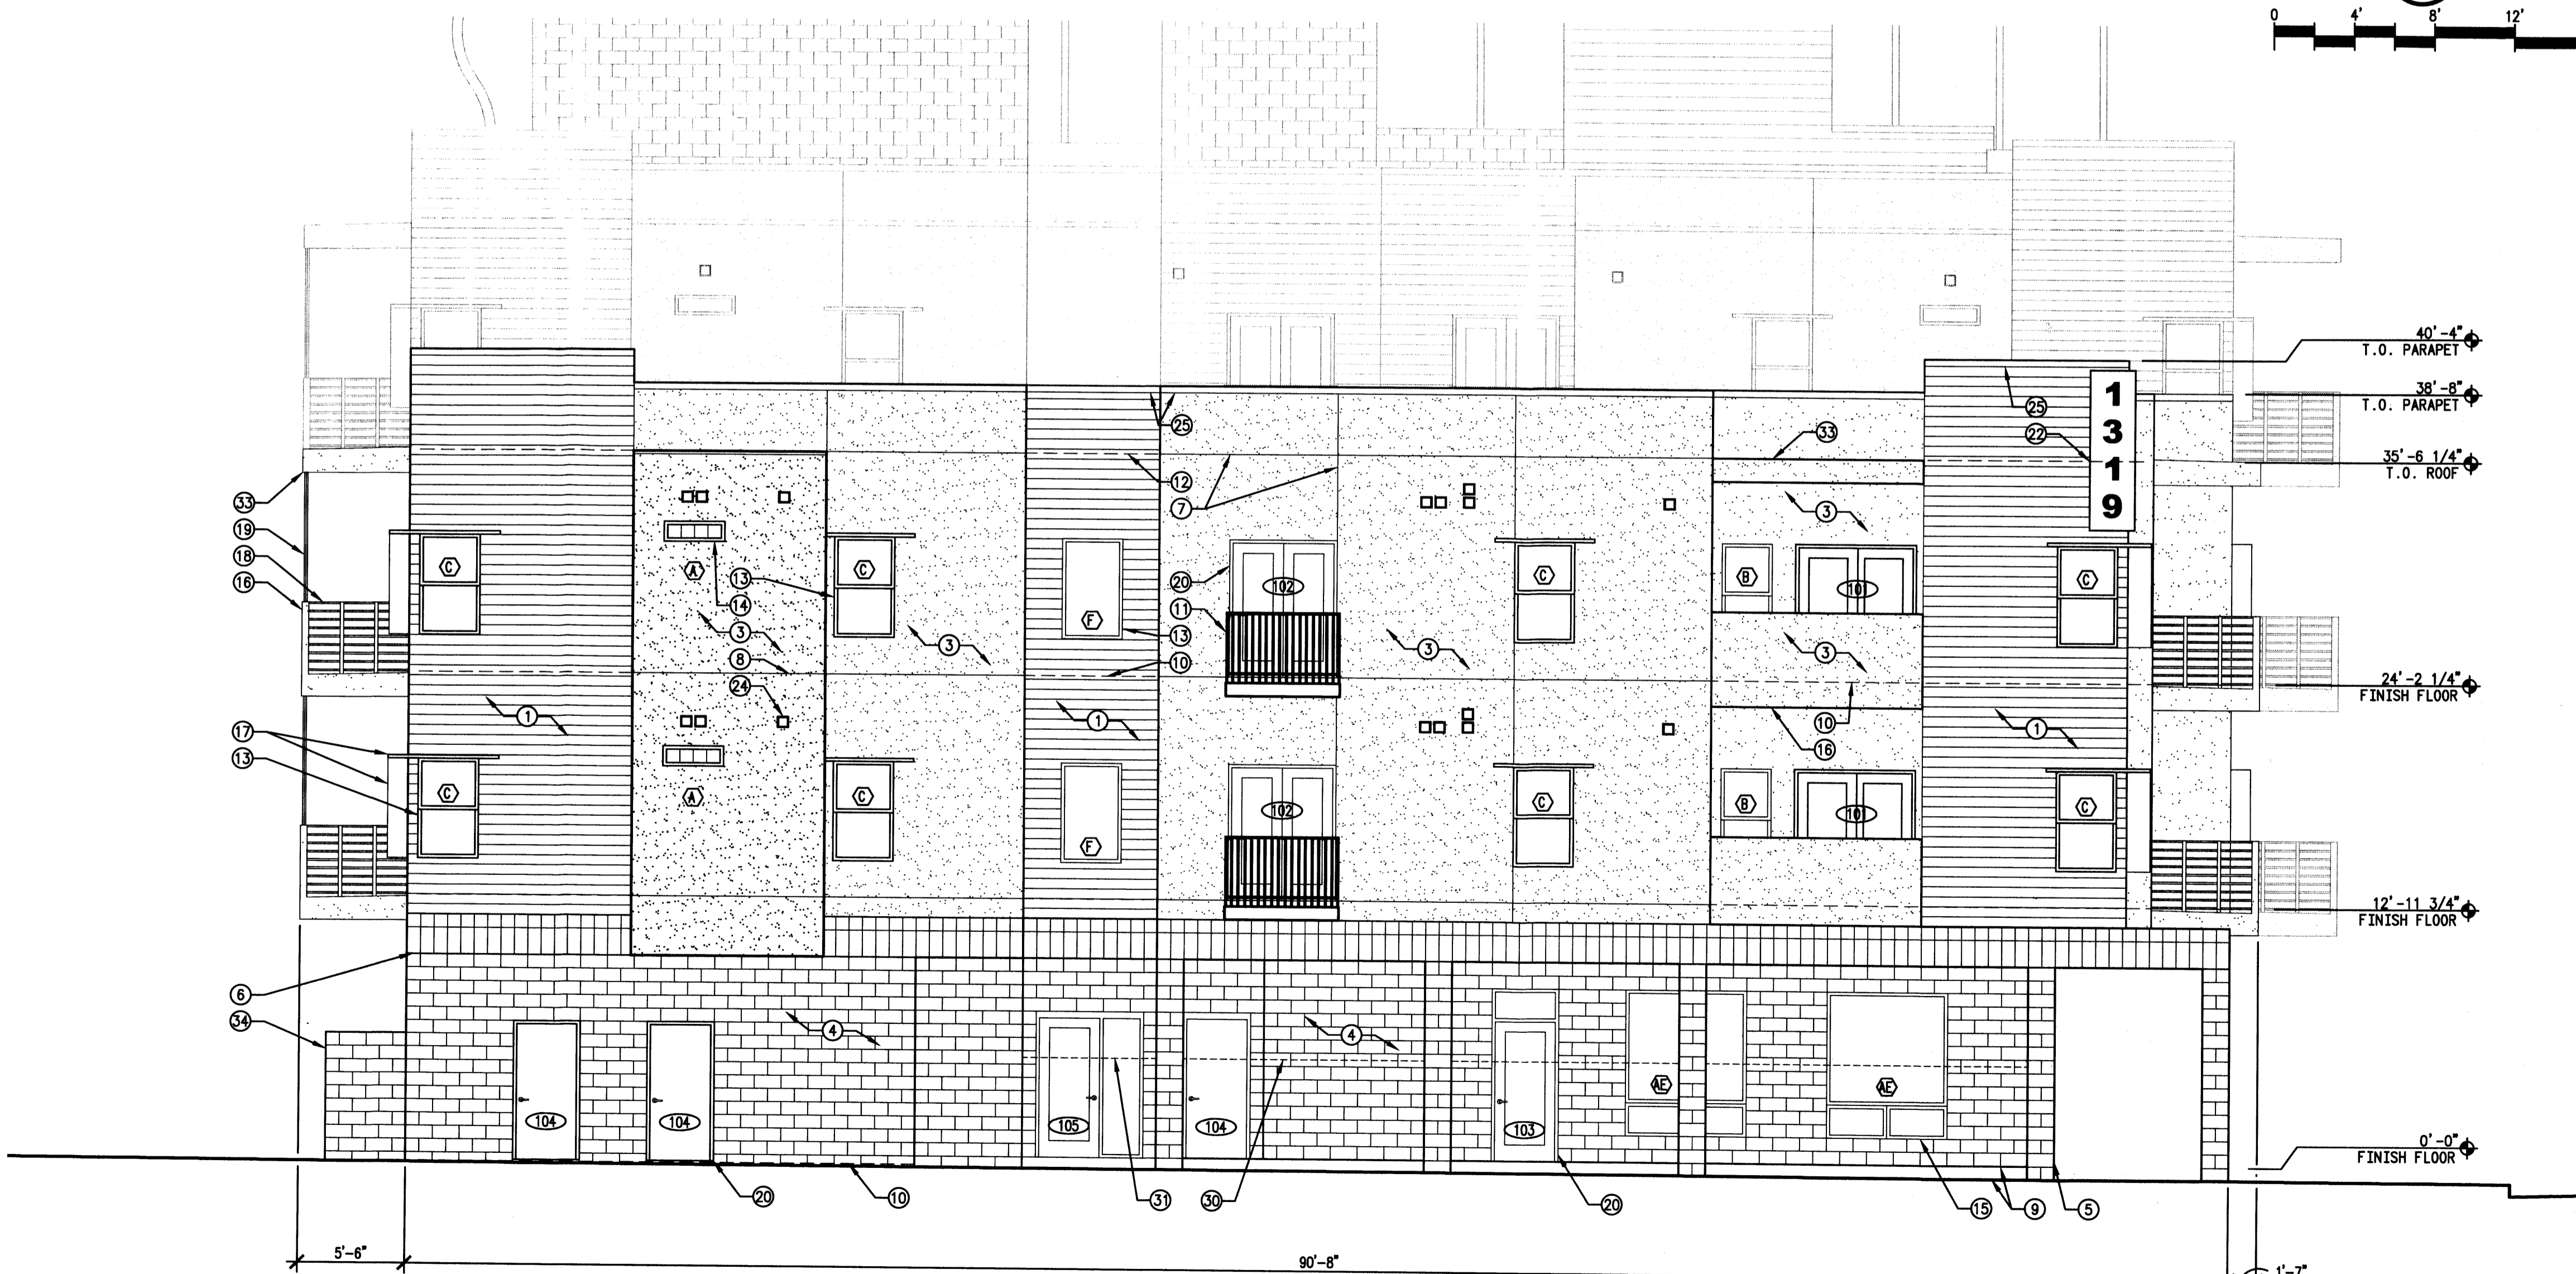 0 4' 8' 12'
40'-4"
T.O. PARAPET
38'-8"
T.O. PARAPET
35'-6 1/4"
T.O. ROOF
24'-2 1/4"
FINISH FLOOR
12'-11 3/4"
FINISH FLOOR
0'-0"
FINISH FLOOR
1
3
1
9
25
22
25
33
12
7
3
33
19
18
16
C
A
13
14
C
20
102
C
B
101
C
11
F
13
3
3
3
3
8
10
24
1
1
10
16
1
17
13
C
A
C
F
102
C
B
101
C
6
34
4
4
104
104
105
104
103
AE
AE
20
10
31
30
20
15
9
5
5'-6"
90'-8"
1'-7"